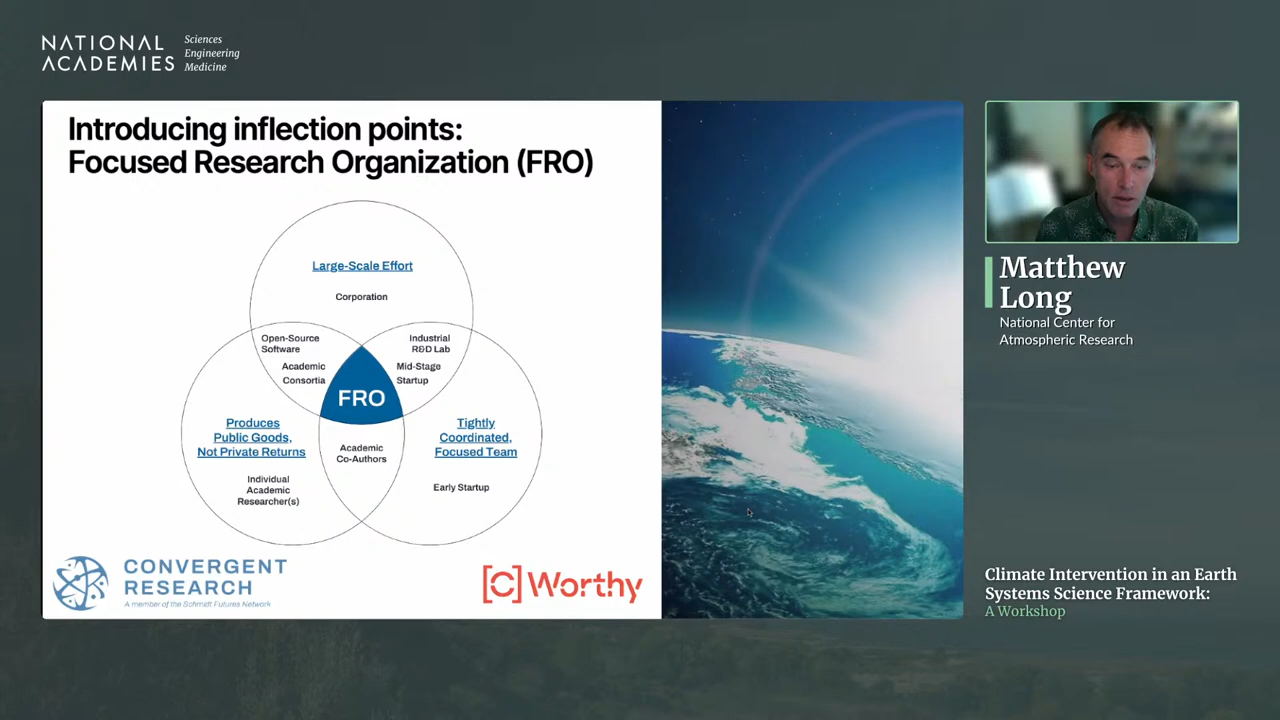 NATIONAL
ACADEMIES
Sciences
Engineering
Medicine
Introducing inflection points:
Focused Research Organization (FRO)
Large-Scale Effort
Corporation
Open-Source
Software
Academic
Consortia
Industrial
R&D Lab
Mid-Stage
Startup
FRO
Produces
Public Goods,
Not Private Returns
Individual
Academic
Researcher(s)
Academic
Co-Authors
Tightly
Coordinated,
Focused Team
Early Startup
CONVERGENT
RESEARCH
A member of the Schmidt Futures Network
[C]Worthy
Matthew
Long
National Center for
Atmospheric Research
Climate Intervention in an Earth
Systems Science Framework:
A Workshop